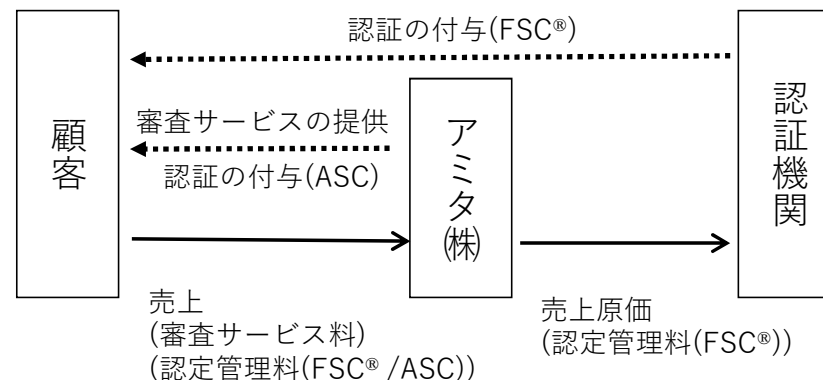 認証の付与(FSC®)
顧客
審査サービスの提供
認証の付与(ASC)
アミタ㈱
認証機関
売上
(審査サービス料)
(認定管理料(FSC® /ASC))
売上原価
(認定管理料(FSC®))